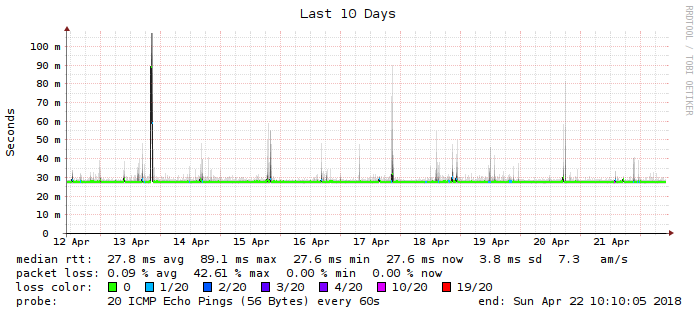 Last 10 Days
RRDTOOL / TOBI OETIKER
Seconds
100 m
90 m
80 m
70 m
60 m
50 m
40 m
30 m
20 m
10 m
0
12 Apr 13 Apr 14 Apr 15 Apr 16 Apr 17 Apr 18 Apr 19 Apr 20 Apr 21 Apr
median rtt: 27.8 ms avg 89.1 ms max 27.6 ms min 27.6 ms now 3.8 ms sd 7.3 am/s
packet loss: 0.09 % avg 42.61 % max 0.00 % min 0.00 % now
loss color: 0 1/20 2/20 3/20 4/20 10/20 19/20
probe: 20 ICMP Echo Pings (56 Bytes) every 60s end: Sun Apr 22 10:10:05 2018